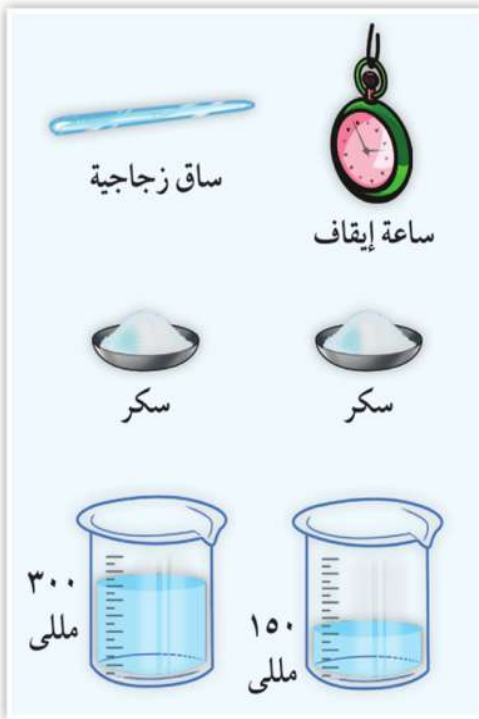 ساعة إيقاف
ساق زجاجية
سكر
سكر
١٥٠
مللى
٣٠٠
مللى